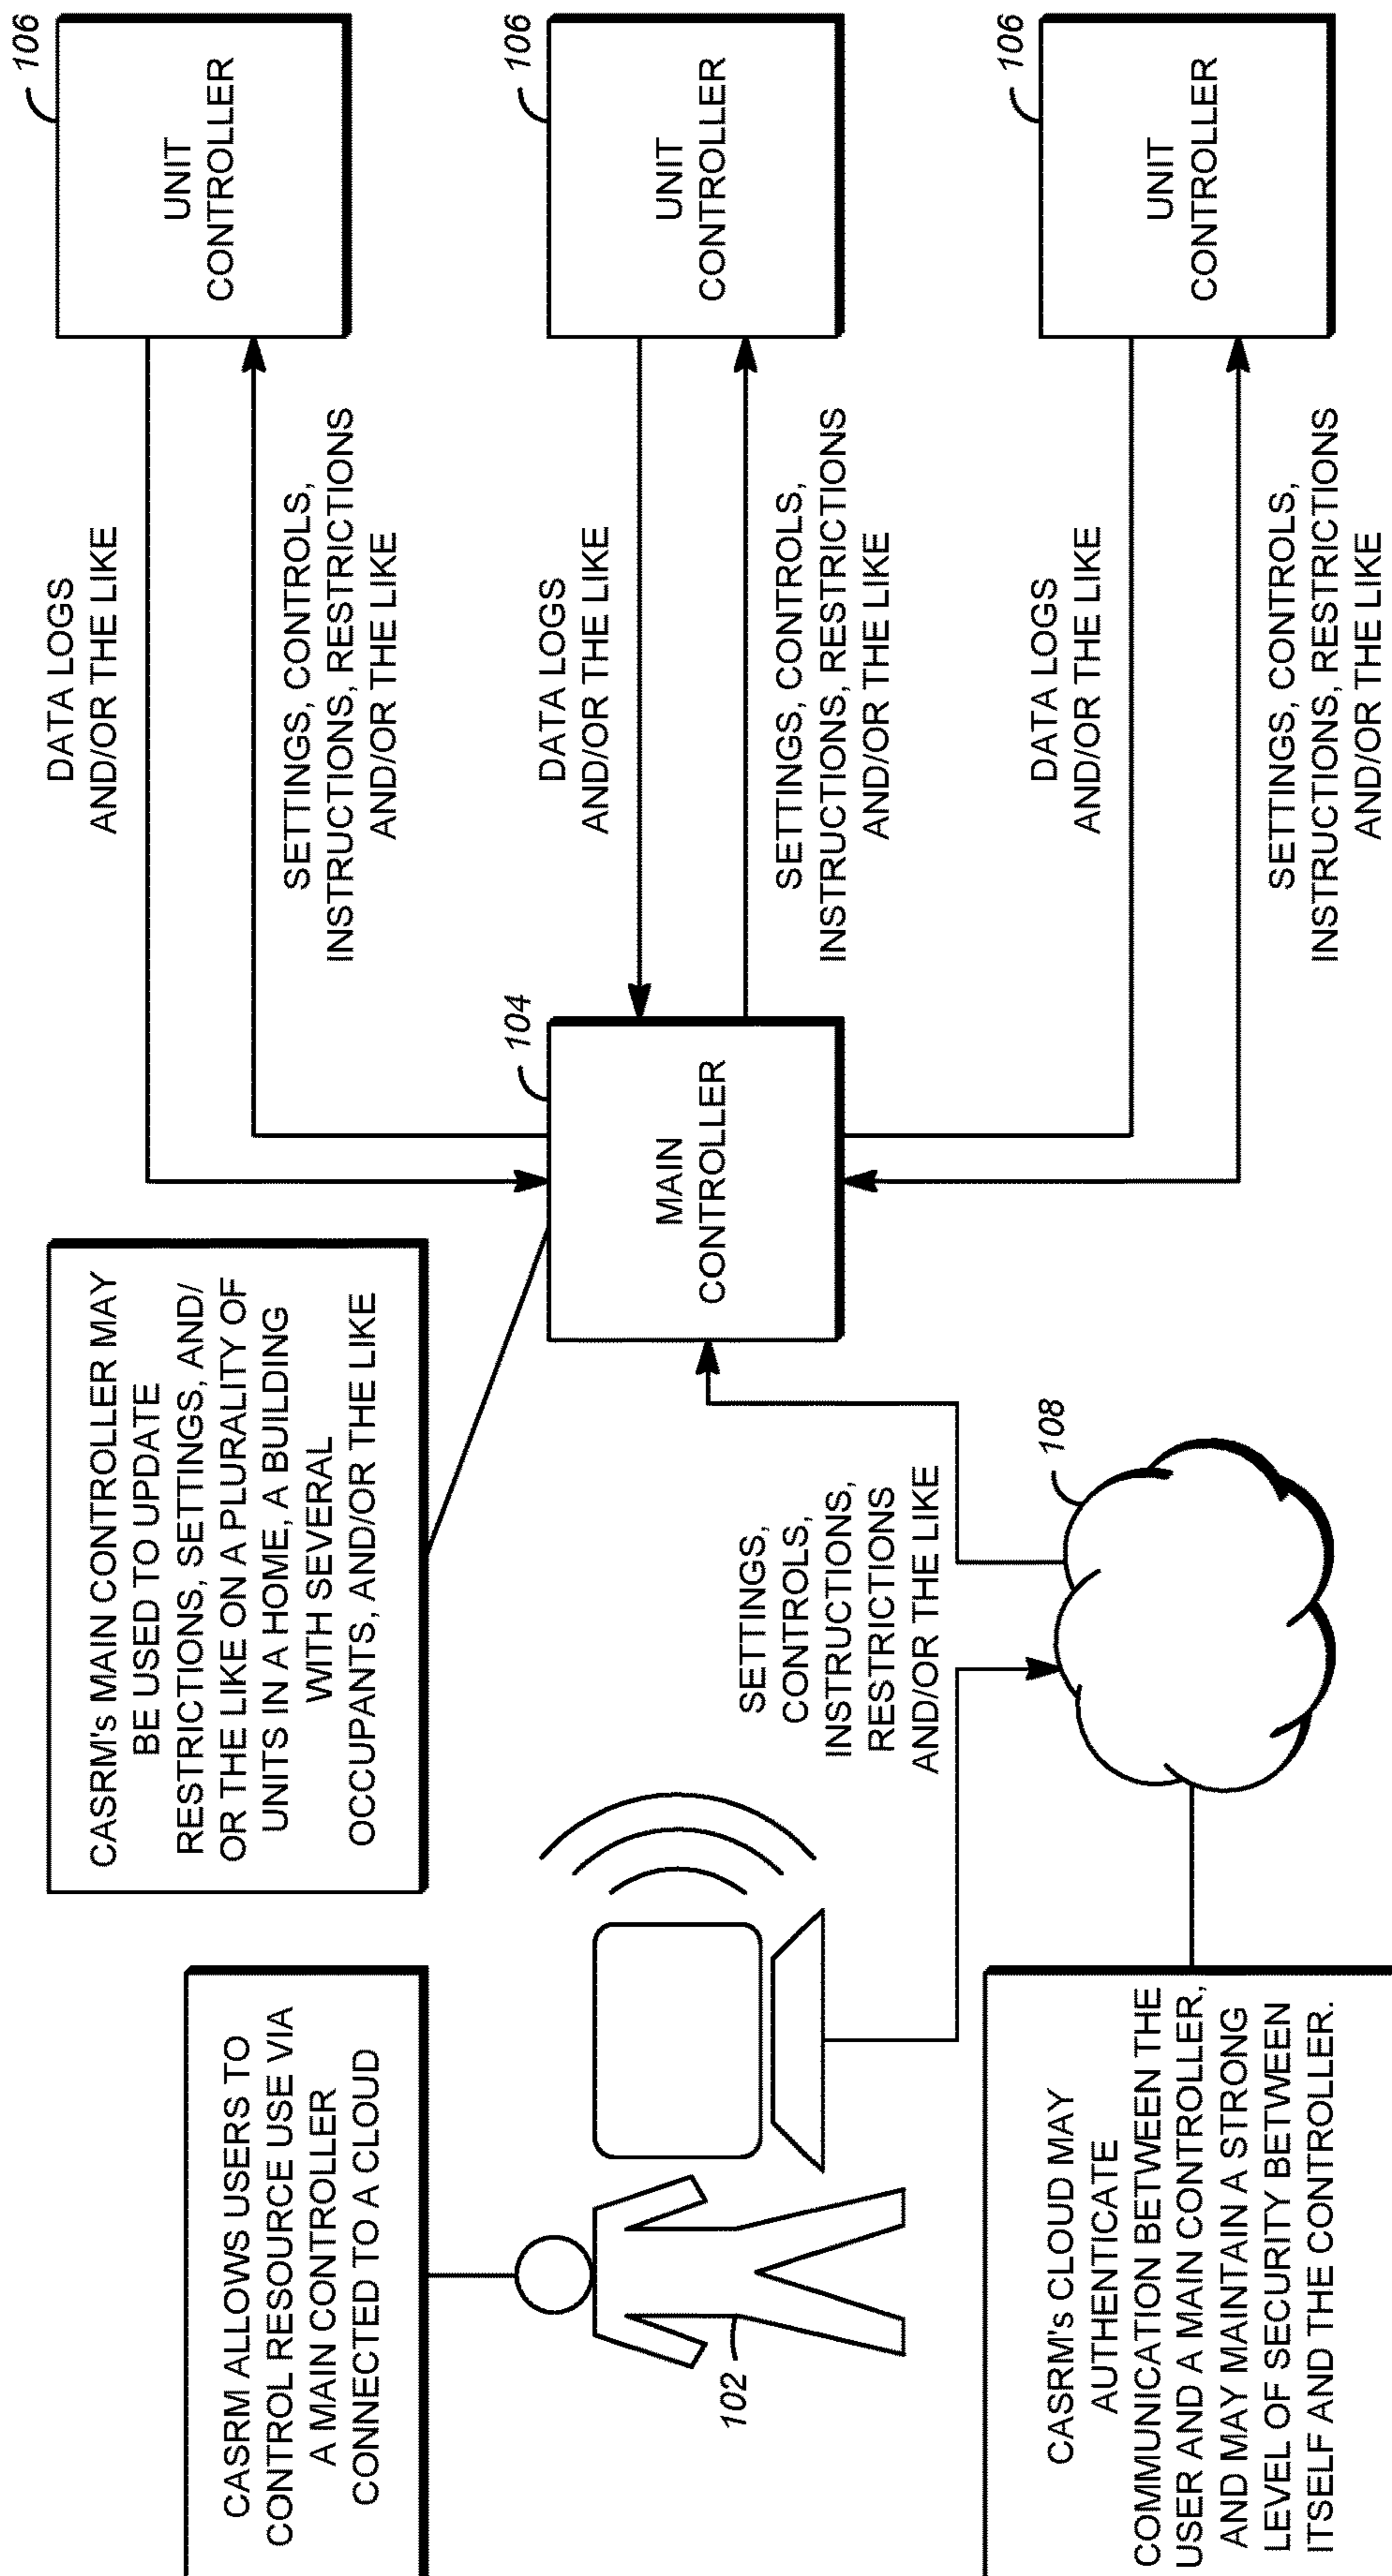 CASRM ALLOWS USERS TO
CONTROL RESOURCE USE VIA
A MAIN CONTROLLER
CONNECTED TO A CLOUD
102
CASRM's CLOUD MAY
AUTHENTICATE
COMMUNICATION BETWEEN THE
USER AND A MAIN CONTROLLER,
AND MAY MAINTAIN A STRONG
LEVEL OF SECURITY BETWEEN
ITSELF AND THE CONTROLLER.
CASRM's MAIN CONTROLLER MAY
BE USED TO UPDATE
RESTRICTIONS, SETTINGS, AND/
OR THE LIKE ON A PLURALITY OF
UNITS IN A HOME, A BUILDING
WITH SEVERAL
OCCUPANTS, AND/OR THE LIKE
SETTINGS,
CONTROLS,
INSTRUCTIONS,
RESTRICTIONS
AND/OR THE LIKE
108
104
MAIN
CONTROLLER
DATA LOGS
AND/OR THE LIKE
SETTINGS, CONTROLS,
INSTRUCTIONS, RESTRICTIONS
AND/OR THE LIKE
106
UNIT
CONTROLLER
DATA LOGS
AND/OR THE LIKE
SETTINGS, CONTROLS,
INSTRUCTIONS, RESTRICTIONS
AND/OR THE LIKE
106
UNIT
CONTROLLER
DATA LOGS
AND/OR THE LIKE
SETTINGS, CONTROLS,
INSTRUCTIONS, RESTRICTIONS
AND/OR THE LIKE
106
UNIT
CONTROLLER